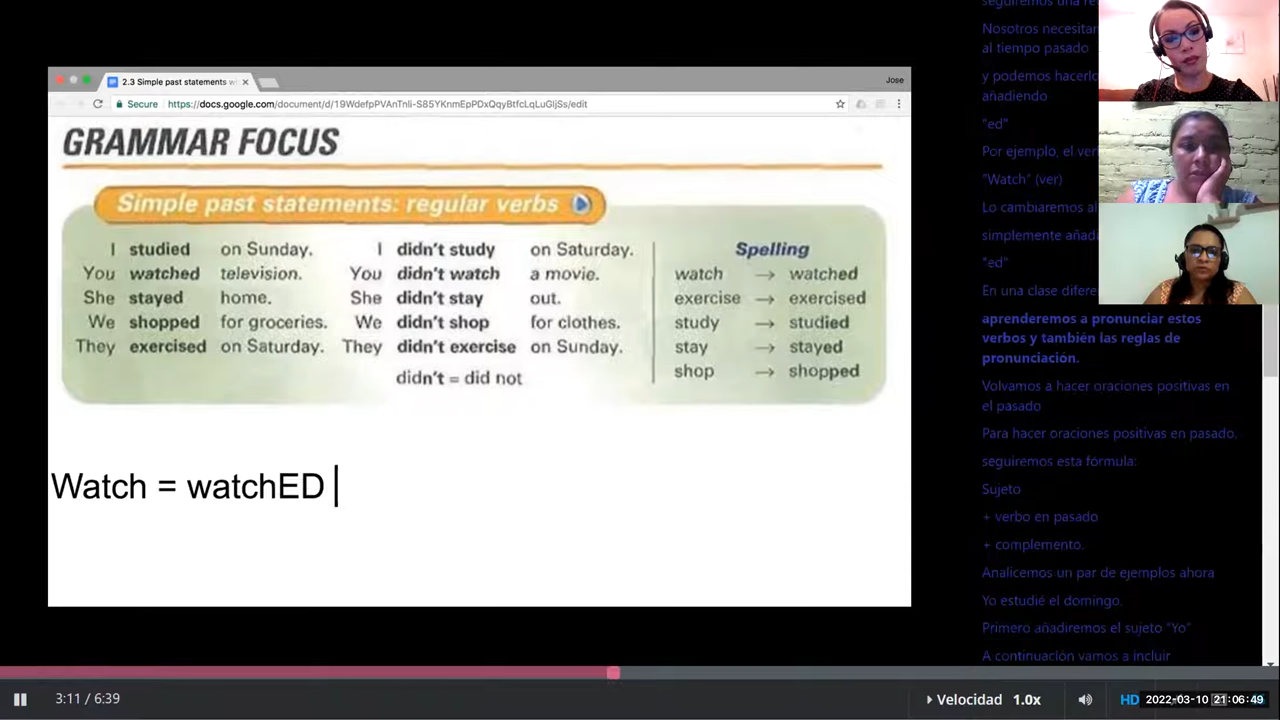 2.3 Simple past statements w
Jose
Secure https://docs.google.com/document/d/19WdefpPVAnTnli-S85YKnmEpPDxQqyBtfcLqLuGljSs/edit
GRAMMAR FOCUS
Simple past statements: regular verbs
I studied on Sunday. I didn't study on Saturday. Spelling
You watched television. You didn't watch a movie. watch → watched
She stayed home. She didn't stay out. exercise → exercised
We shopped for groceries. We didn't shop for clothes. study → studied
They exercised on Saturday. They didn't exercise on Sunday. stay → stayed
didn't = did not shop → shopped
Watch = watchED
Nosotros necesitar
al tiempo pasado
y podemos hacerlo
añadiendo
"ed"
Por ejemplo, el ver
"Watch" (ver)
Lo cambiaremos al
simplemente añad
"ed"
En una clase difere
aprenderemos a pronunciar estos
verbos y también las reglas de
pronunciación.
Volvamos a hacer oraciones positivas en
el pasado
Para hacer oraciones positivas en pasado,
seguiremos esta fórmula:
Sujeto
+ verbo en pasado
+ complemento.
Analicemos un par de ejemplos ahora
Yo estudié el domingo.
Primero añadiremos el sujeto "Yo"
A continuación vamos a incluir
3:11 / 6:39
Velocidad 1.0x
HD
2022-03-10 21:06:49